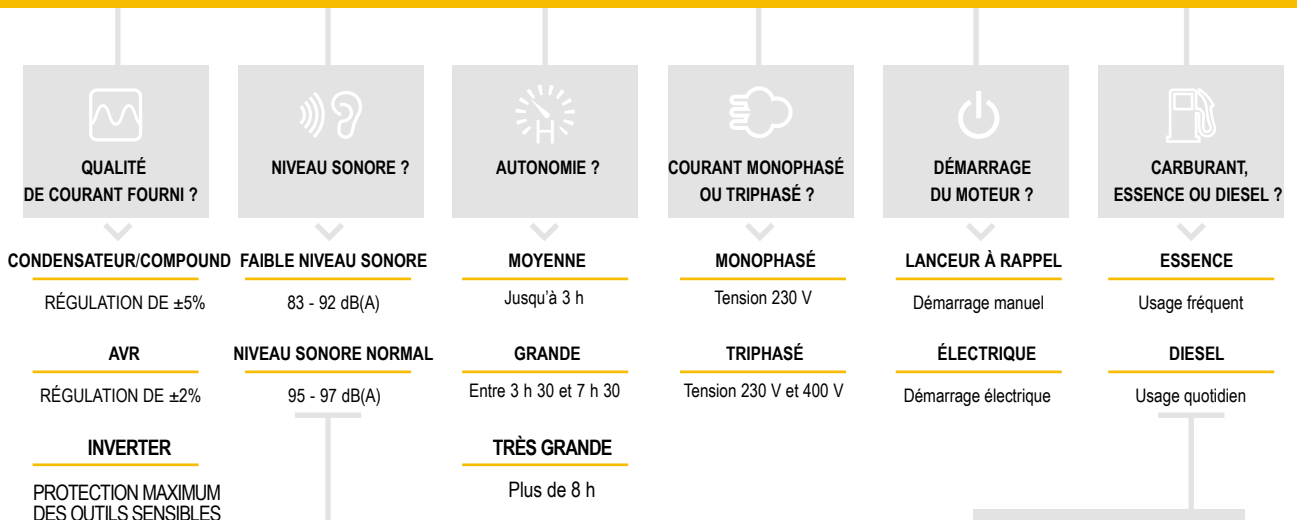 QUALITÉ
DE COURANT FOURNI ?
CONDENSATEUR/COMPOUND
RÉGULATION DE ±5%
AVR
RÉGULATION DE ±2%
INVERTER
PROTECTION MAXIMUM
DES OUTILS SENSIBLES
NIVEAU SONORE ?
FAIBLE NIVEAU SONORE
83 - 92 dB(A)
NIVEAU SONORE NORMAL
95 - 97 dB(A)
H
AUTONOMIE ?
MOYENNE
Jusqu'à 3 h
GRANDE
Entre 3 h 30 et 7 h 30
TRÈS GRANDE
Plus de 8 h
COURANT MONOPHASÉ
OU TRIPHASÉ ?
MONOPHASÉ
Tension 230 V
TRIPHASÉ
Tension 230 V et 400 V
DÉMARRAGE
DU MOTEUR ?
LANCEUR À RAPPEL
Démarrage manuel
ÉLECTRIQUE
Démarrage électrique
CARBURANT,
ESSENCE OU DIESEL ?
ESSENCE
Usage fréquent
DIESEL
Usage quotidien